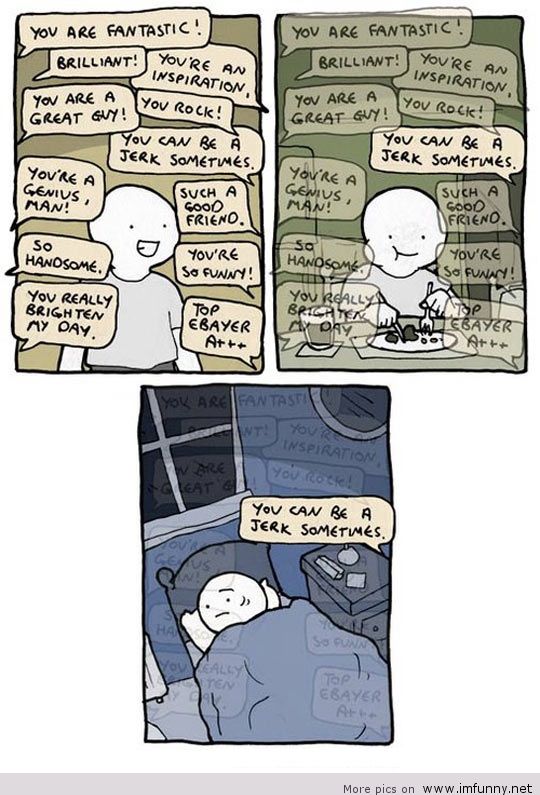 YOU ARE FANTASTIC!
BRILLIANT!
YOU'RE AN
INSPIRATION.
YOU ARE A
GREAT GUY!
YOU ROCK!
YOU CAN BE A
JERK SOMETIMES.
YOU'RE A
GENIUS,
MAN!
SUCH A
GOOD
FRIEND.
SO
HANDSOME.
YOU'RE
SO FUNNY!
YOU REALLY
BRIGHTEN
MY DAY.
TOP
EBAYER
A+++
YOU ARE FANTASTIC!
BRILLIANT!
YOU'RE AN
INSPIRATION.
YOU ARE A
GREAT GUY!
YOU ROCK!
YOU CAN BE A
JERK SOMETIMES.
YOU'RE A
GENIUS,
MAN!
SUCH A
GOOD
FRIEND.
SO
HANDSOME.
YOU'RE
SO FUNNY!
YOU REALLY
BRIGHTEN
MY DAY
TOP
EBAYER
A+++
YOU ARE FANTASTIC!
BRILLIANT!
YOU'RE AN
INSPIRATION.
YOU ARE
GREAT GUY!
YOU ROCK!
YOU CAN BE A
JERK SOMETIMES.
YOU'RE A
GENIUS
MAN!
SO
HANDSOME.
YOU'RE
SO FUNNY
YOU REALLY
BRIGHTEN
MY DAY.
TOP
EBAYER
A+++
More pics on www.imfunny.net